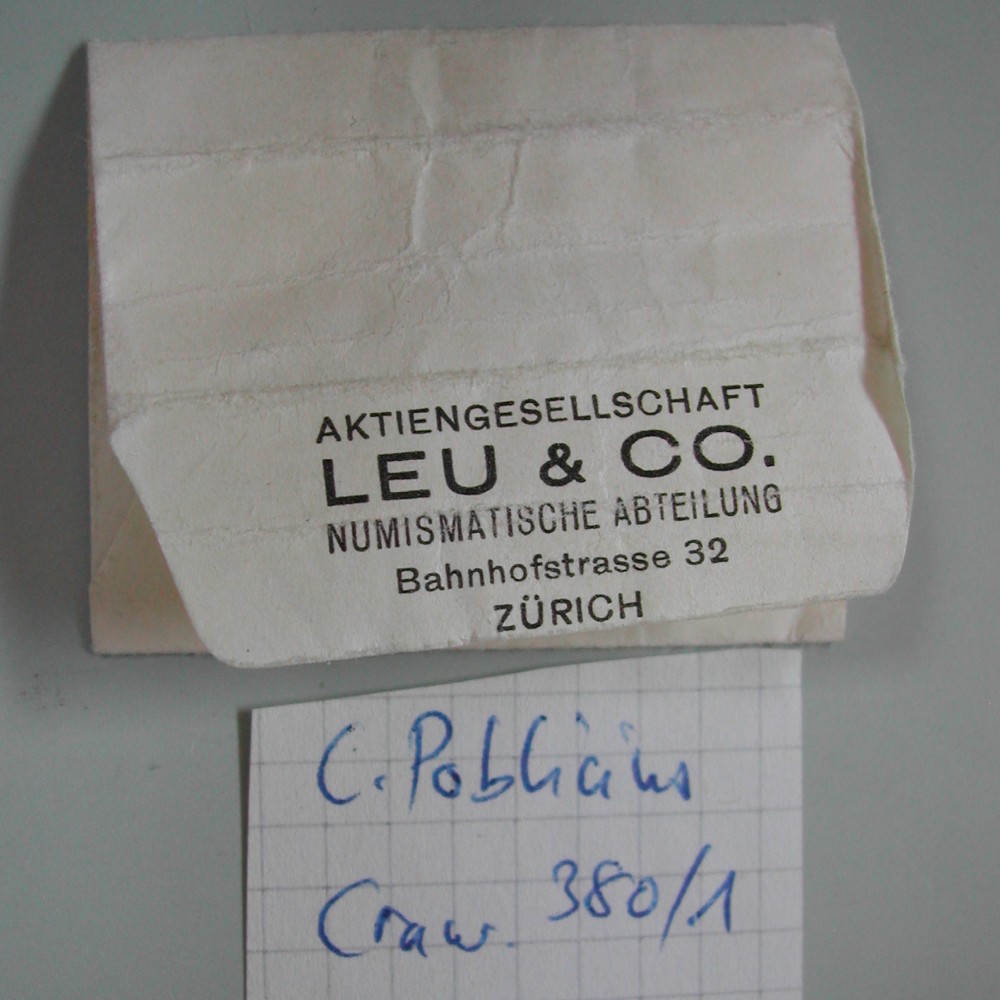 AKTIENGESELLSCHAFT
LEU & CO.
NUMISMATISCHE ABTEILUNG
Bahnhofstrasse 32
ZÜRICH
C. Poblicius
Craw. 380/1